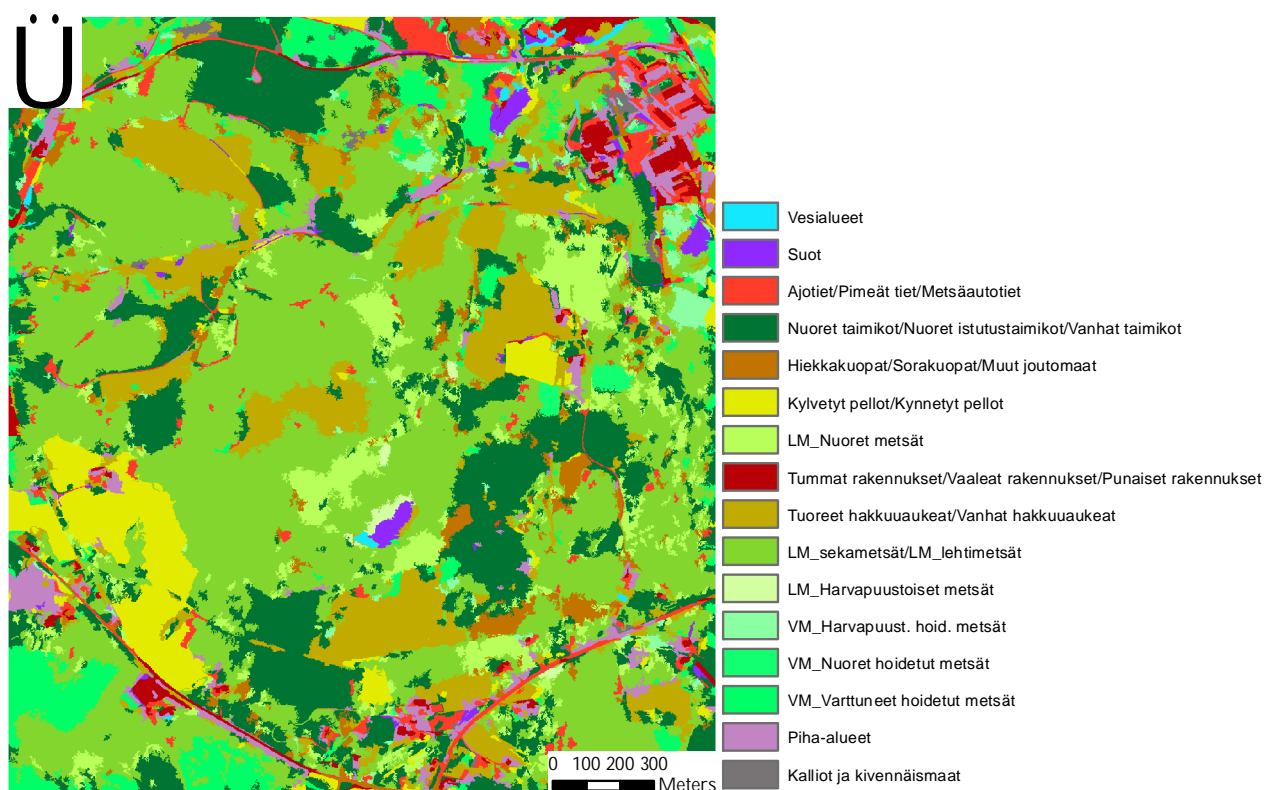 Ü
Vesialueet
Suot
Ajotiet/Pimeät tiet/Metsäautotiet
Nuoret taimikot/Nuoret istutustaimikot/Vanhat taimikot
Hiekkakuopat/Sorakuopat/Muut joutomaat
Kylvetyt pellot/Kynnetyt pellot
LM_Nuoret metsät
Tummat rakennukset/Vaaleat rakennukset/Punaiset rakennukset
Tuoreet hakkuuaukeat/Vanhat hakkuuaukeat
LM_sekametsät/LM_lehtimetsät
LM_Harvapuustoiset metsät
VM_Harvapuust. hoid. metsät
VM_Nuoret hoidetut metsät
VM_Varttuneet hoidetut metsät
Piha-alueet
Kalliot ja kivennäismaat
0 100 200 300
Meters